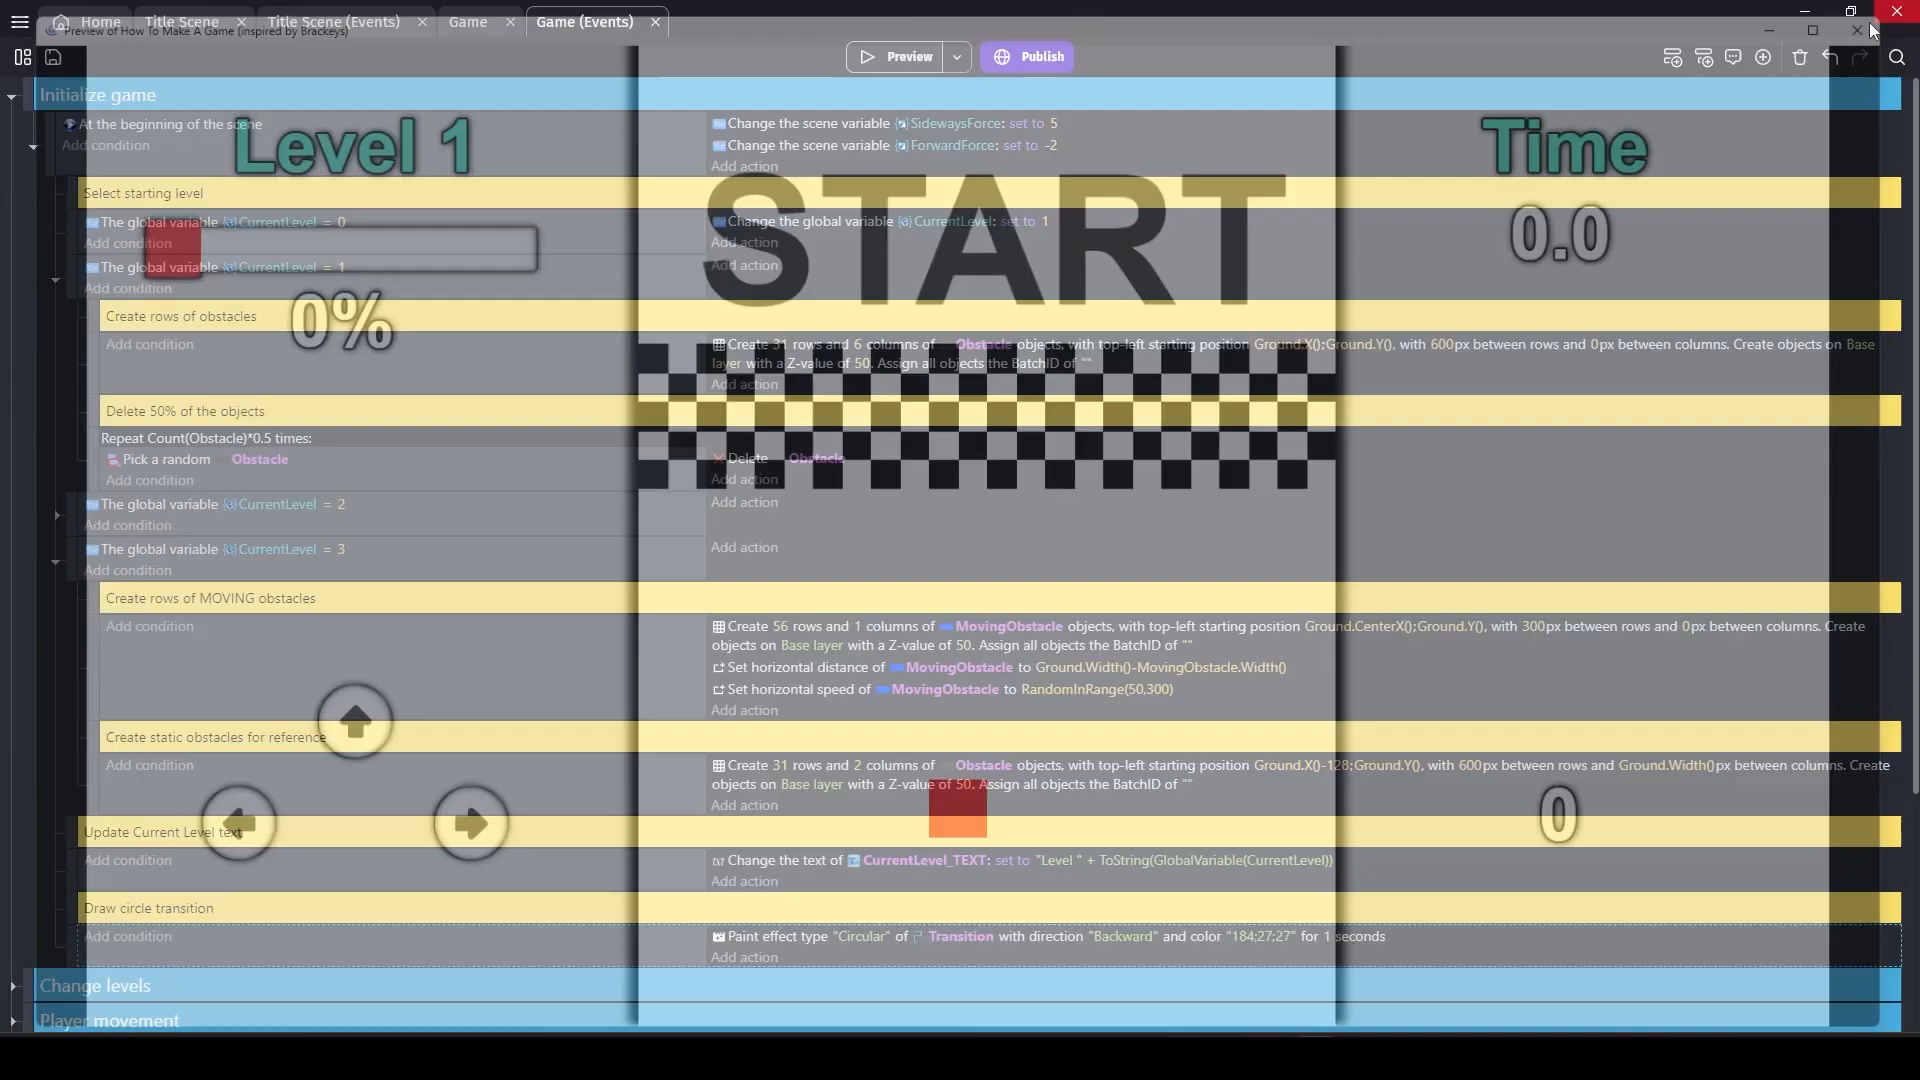 Home
Title Scene
Title Scene (Events)
Game
Game (Events)
Preview of How To Make A Game (inspired by Brackeys)
Preview
Publish
Initialize game
At the beginning of the scene
Add condition
Change the scene variable SidewaysForce: set to 5
Change the scene variable ForwardForce: set to -2
Add action
Level 1
Time
Select starting level
START
The global variable CurrentLevel = 0
Add condition
Change the global variable CurrentLevel: set to 1
Add action
0.0
The global variable CurrentLevel = 1
Add condition
Add action
Create rows of obstacles
0%
Add condition
Create 31 rows and 6 columns of Obstacle objects, with top-left starting position Ground.X();Ground.Y(), with 600px between rows and 0px between columns. Create objects on Base
layer with a Z-value of 50. Assign all objects the BatchID of ""
Add action
Delete 50% of the objects
Repeat Count(Obstacle)*0.5 times:
Pick a random Obstacle
Add condition
Delete Obstacle
Add action
The global variable CurrentLevel = 2
Add condition
Add action
The global variable CurrentLevel = 3
Add condition
Add action
Create rows of MOVING obstacles
Add condition
Create 56 rows and 1 columns of MovingObstacle objects, with top-left starting position Ground.CenterX();Ground.Y(), with 300px between rows and 0px between columns. Create
objects on Base layer with a Z-value of 50. Assign all objects the BatchID of ""
Set horizontal distance of MovingObstacle to Ground.Width()-MovingObstacle.Width()
Set horizontal speed of MovingObstacle to RandomInRange(50,300)
Add action
Create static obstacles for reference
Add condition
Create 31 rows and 2 columns of Obstacle objects, with top-left starting position Ground.X()-128;Ground.Y(), with 600px between rows and Ground.Width()px between columns. Create
objects on Base layer with a Z-value of 50. Assign all objects the BatchID of ""
Add action
0
Update Current Level text
Add condition
Change the text of CurrentLevel_TEXT: set to "Level " + ToString(GlobalVariable(CurrentLevel))
Add action
Draw circle transition
Add condition
Paint effect type "Circular" of Transition with direction "Backward" and color "184;27;27" for 1 seconds
Add action
Change levels
Player movement